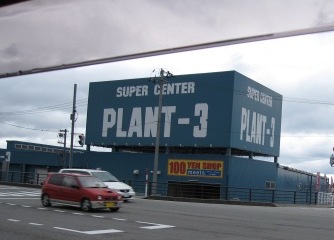 SUPER CENTER
PLANT-3
SUPER CENTER
PLANT-3
100 YEN SHOP